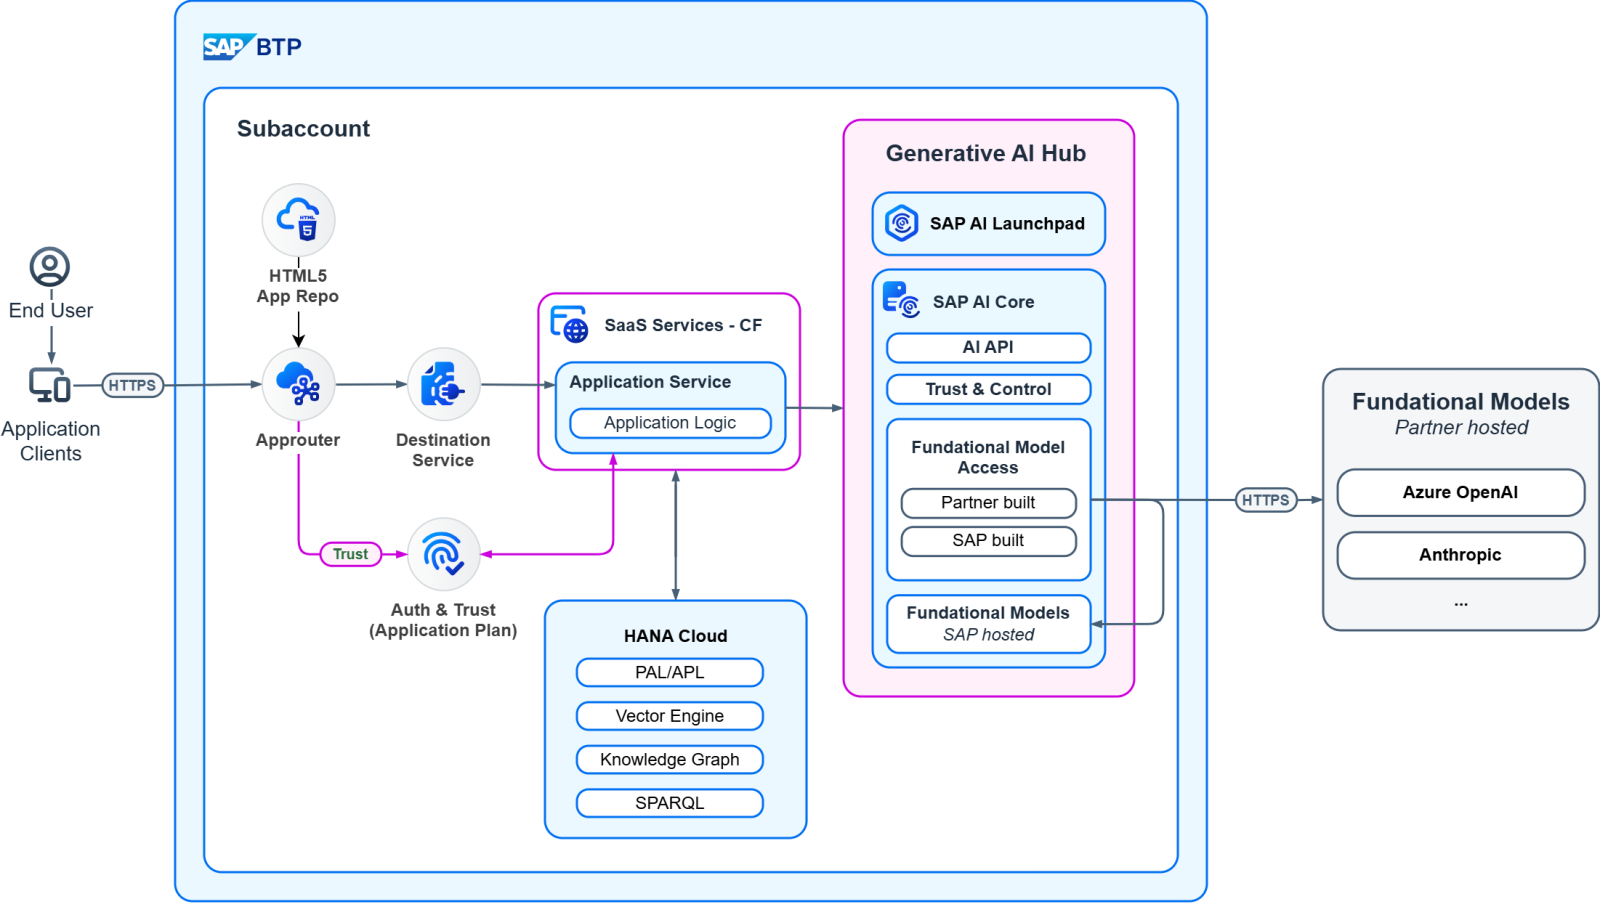 SAP BTP
Subaccount
End User
Application
Clients
HTTPS
HTML
5
HTML5
App Repo
Approuter
Destination
Service
Trust
Auth & Trust
(Application Plan)
SaaS Services - CF
Application Service
Application Logic
HANA Cloud
PAL/APL
Vector Engine
Knowledge Graph
SPARQL
Generative AI Hub
SAP AI Launchpad
SAP AI Core
AI API
Trust & Control
Fundational Model
Access
Partner built
SAP built
Fundational Models
SAP hosted
HTTPS
Fundational Models
Partner hosted
Azure OpenAI
Anthropic
...